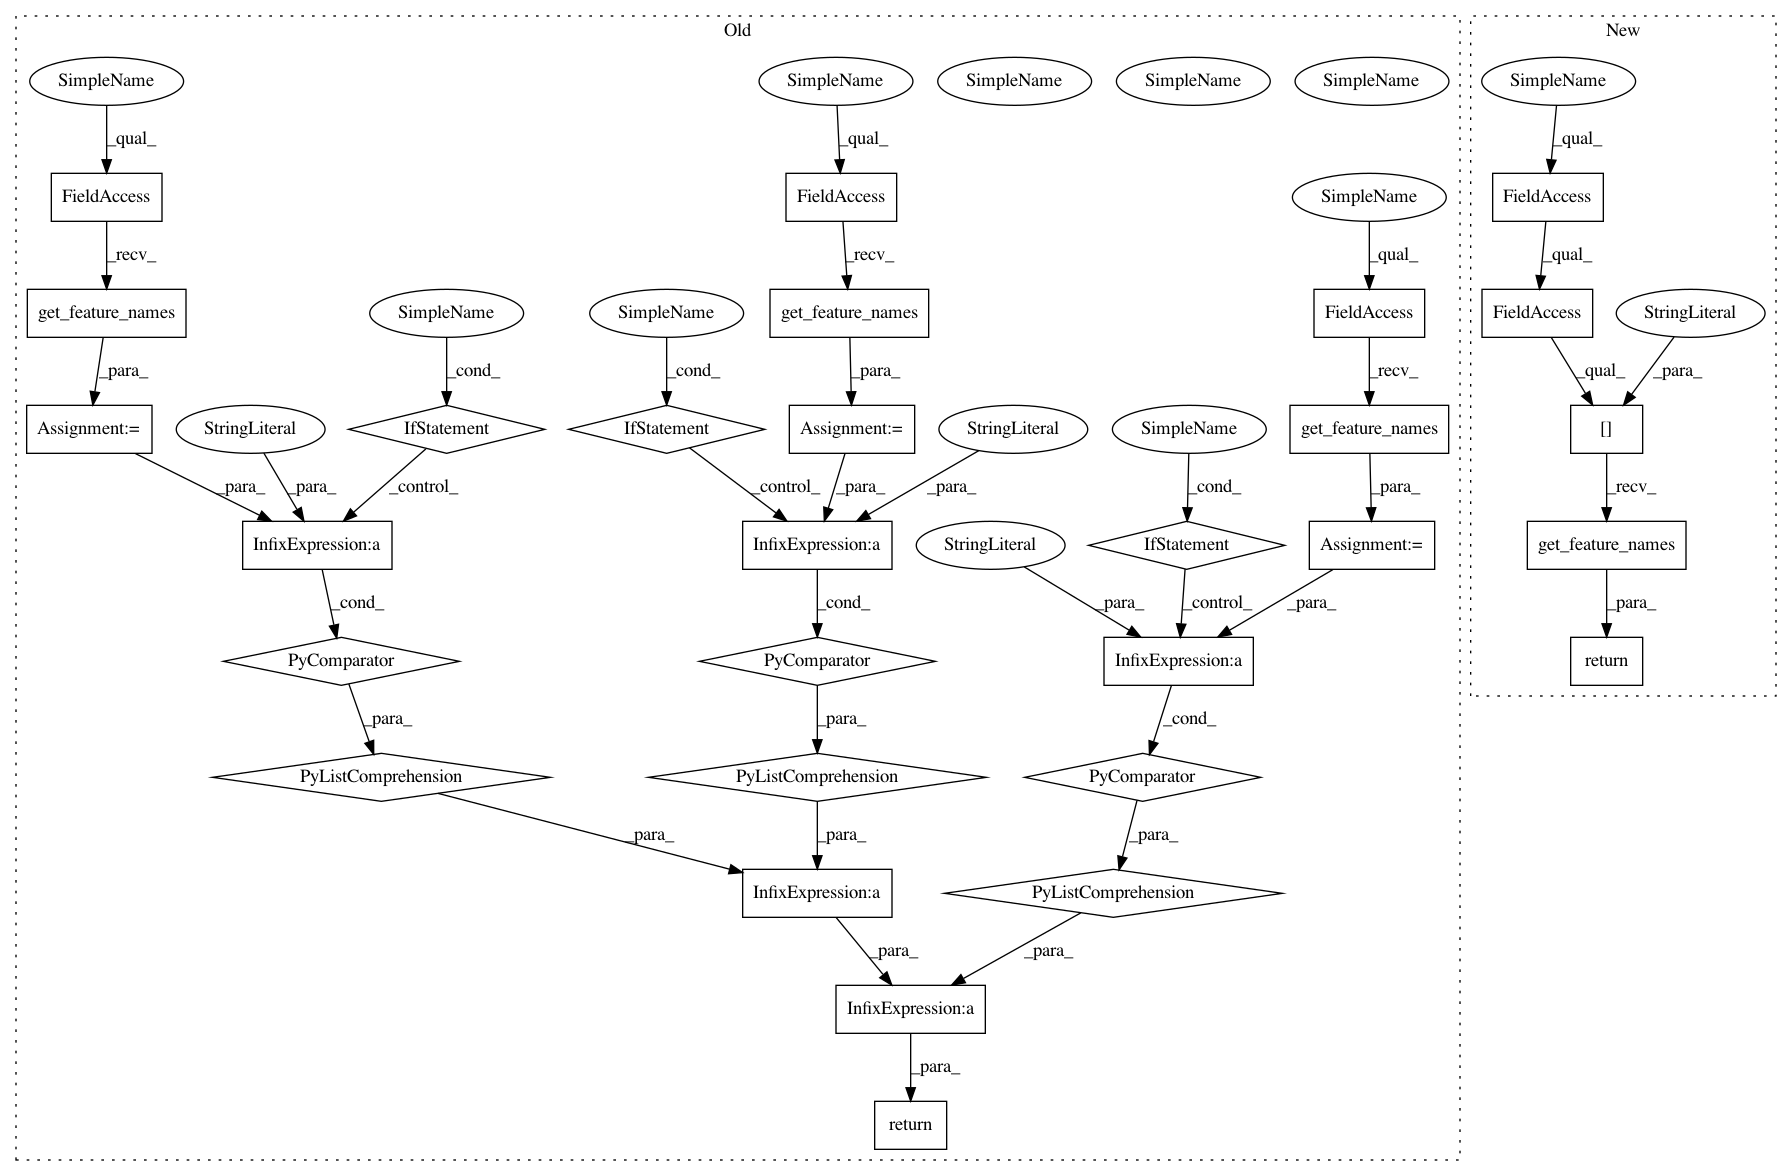 Old
New
SimpleName
SimpleName
SimpleName
SimpleName
SimpleName
SimpleName
_qual_
_qual_
_qual_
FieldAccess
FieldAccess
SimpleName
FieldAccess
_recv_
_recv_
_qual_
_qual_
get_feature_names
SimpleName
SimpleName
get_feature_names
FieldAccess
FieldAccess
StringLiteral
_para_
_cond_
_cond_
_para_
_recv_
_qual_
_para_
Assignment:=
StringLiteral
IfStatement
IfStatement
Assignment:=
StringLiteral
SimpleName
get_feature_names
[]
_para_
_para_
_control_
_control_
_para_
_para_
_cond_
_para_
_recv_
InfixExpression:a
InfixExpression:a
StringLiteral
IfStatement
Assignment:=
get_feature_names
_cond_
_cond_
_para_
_control_
_para_
_para_
PyComparator
PyComparator
InfixExpression:a
return
_para_
_para_
_cond_
PyListComprehension
PyListComprehension
PyComparator
_para_
_para_
_para_
InfixExpression:a
PyListComprehension
_para_
_para_
InfixExpression:a
_para_
return